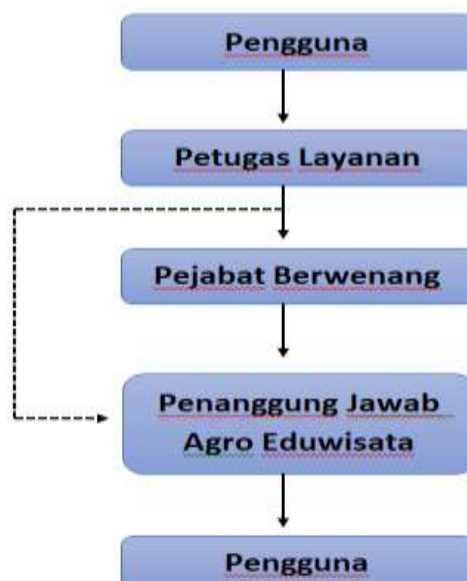 Pengguna
Petugas Layanan
Pejabat Berwenang
Penanggung Jawab
Agro Eduwisata
Pengguna